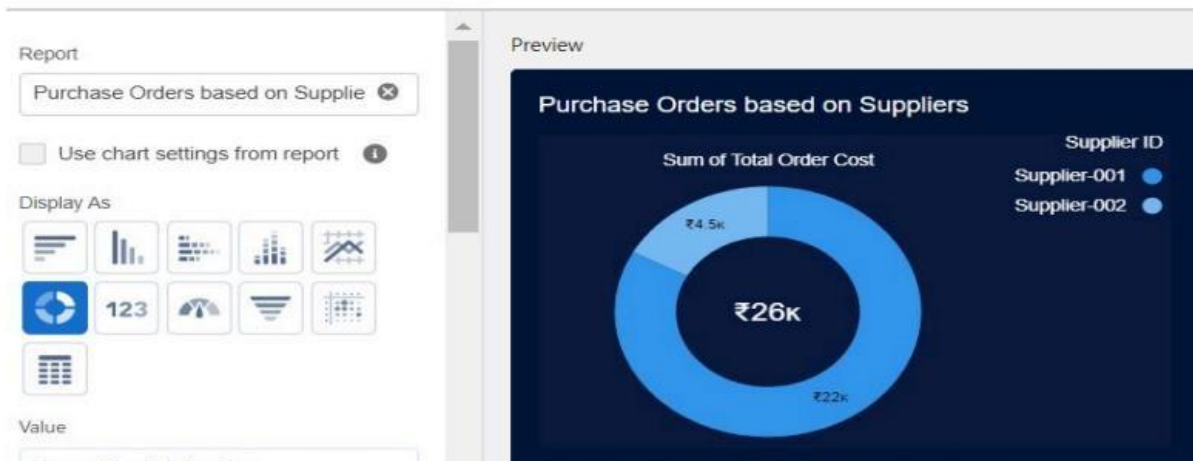 Report
Purchase Orders based on Supplie
Use chart settings from report
Display As
123
Value
Preview
Purchase Orders based on Suppliers
Sum of Total Order Cost
Supplier ID
Supplier-001
Supplier-002
₹4.5K
₹26K
₹22K